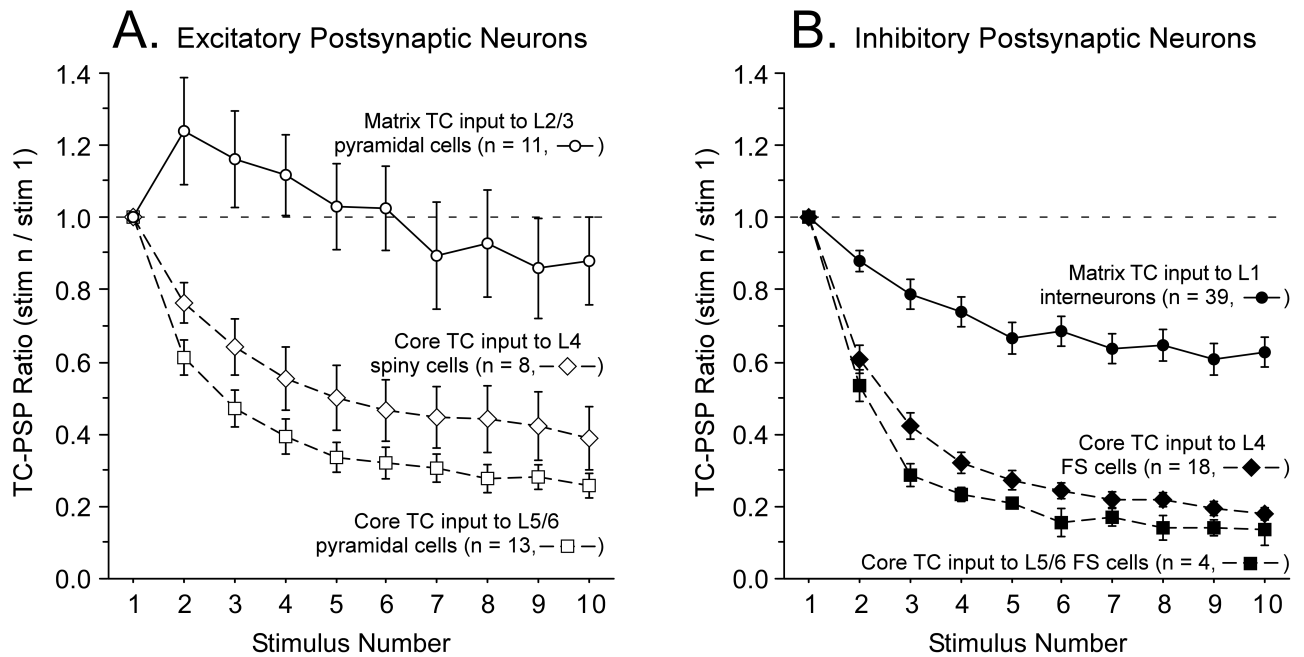 A. Excitatory Postsynaptic Neurons
TC-PSP Ratio (stim n / stim 1)
1.4
1.2
1.0
0.8
0.6
0.4
0.2
0.0
Matrix TC input to L2/3
pyramidal cells (n = 11, )
Core TC input to L4
spiny cells (n = 8, )
Core TC input to L5/6
pyramidal cells (n = 13, )
1 2 3 4 5 6 7 8 9 10
Stimulus Number
B. Inhibitory Postsynaptic Neurons
TC-PSP Ratio (stim n / stim 1)
1.4
1.2
1.0
0.8
0.6
0.4
0.2
0.0
Matrix TC input to L1
interneurons (n = 39, )
Core TC input to L4
FS cells (n = 18, )
Core TC input to L5/6 FS cells (n = 4, )
1 2 3 4 5 6 7 8 9 10
Stimulus Number